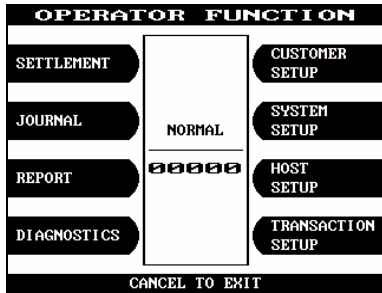 OPERATOR FUNCTION
SETTLEMENT
JOURNAL
REPORT
DIAGNOSTICS
NORMAL
00000
CUSTOMER
SETUP
SYSTEM
SETUP
HOST
SETUP
TRANSACTION
SETUP
CANCEL TO EXIT